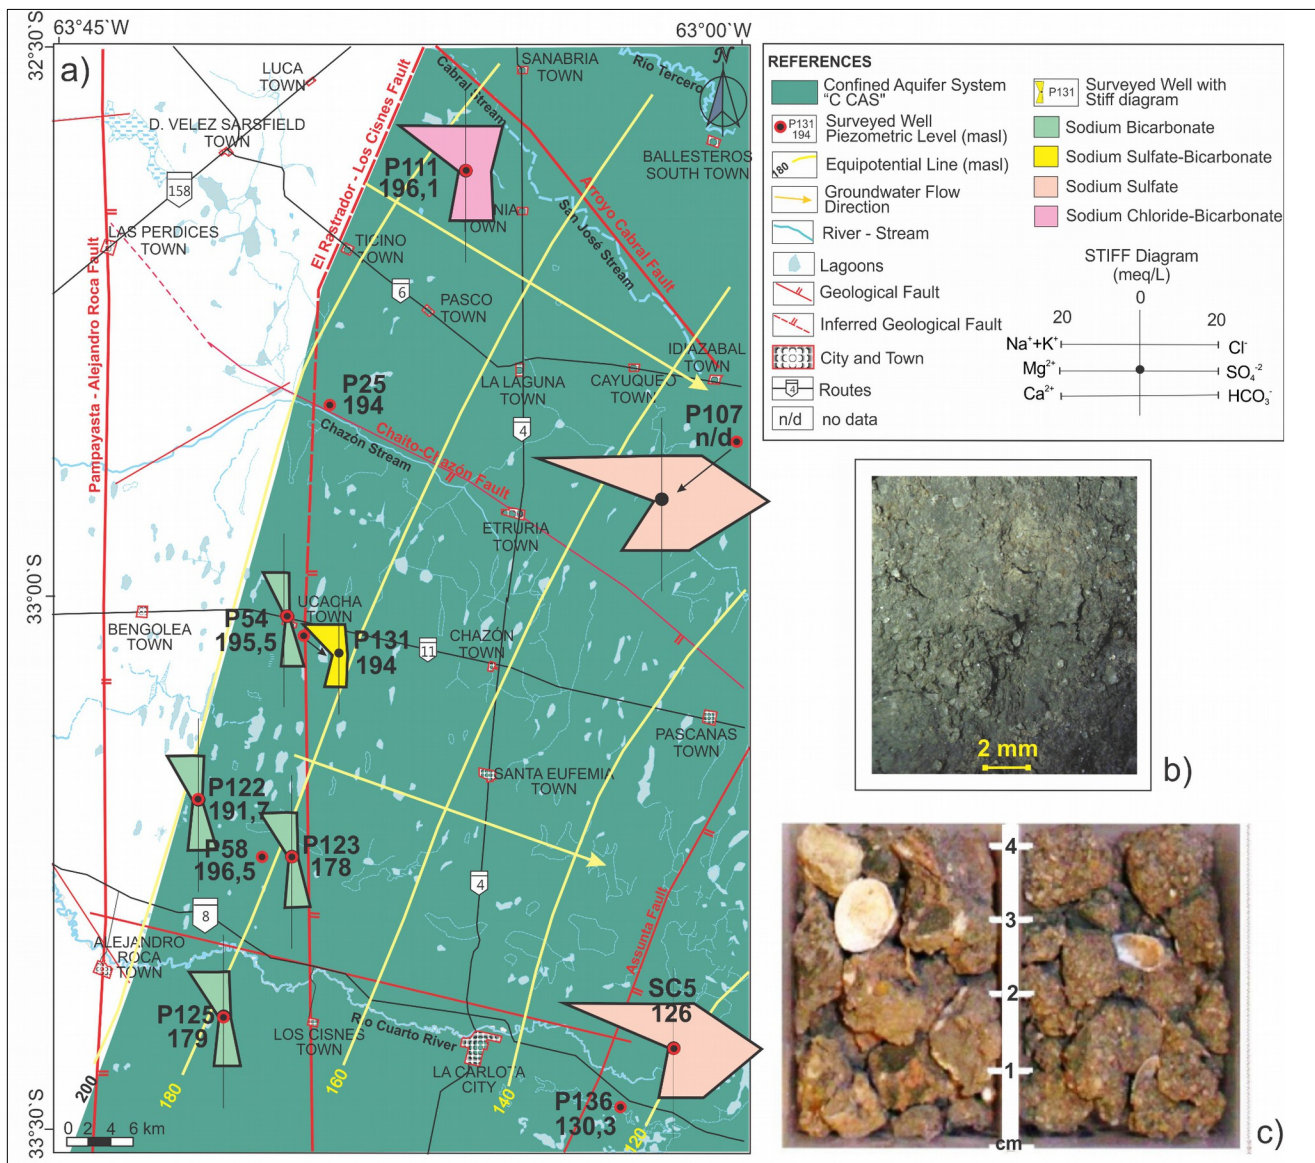 63°45`W
63°00`W
32°30`S
33°00`S
33°30`S
a)
N
LUCA
TOWN
D. VELEZ SARSFIELD
TOWN
158
LAS PERDICES
TOWN
Pampayasta - Alejandro Roca Fault
El Rastrador - Los Cisnes Fault
Cabral Stream
SANABRIA
TOWN
Río Tercero
BALLESTEROS
SOUTH TOWN
P111
196,1
NIA
TOWN
Arroyo Cabral Fault
San José Stream
TICINO
TOWN
6
PASCO
TOWN
IDIAZABAL
TOWN
LA LAGUNA
TOWN
CAYUQUEO
TOWN
P25
194
4
P107
n/d
Chaito-Chazón Fault
Chazón Stream
ETRURIA
TOWN
UCACHA
TOWN
P54
195,5
BENGOLEA
TOWN
P131
194
11
CHAZÓN
TOWN
PASCANAS
TOWN
SANTA EUFEMIA
TOWN
P122
191,7
P58
196,5
P123
178
4
8
Assunta Fault
ALEJANDRO
ROCA
TOWN
SC5
126
P125
179
LOS CISNES
TOWN
Río Cuarto River
LA CARLOTA
CITY
P136
130,3
200
180
160
140
120
0 2 4 6 km
REFERENCES
Confined Aquifer System
"C CAS"
P131
194
Surveyed Well
Piezometric Level (masl)
180
Equipotential Line (masl)
Groundwater Flow
Direction
River - Stream
Lagoons
Geological Fault
Inferred Geological Fault
City and Town
4
Routes
n/d
no data
P131
Surveyed Well with
Stiff diagram
Sodium Bicarbonate
Sodium Sulfate-Bicarbonate
Sodium Sulfate
Sodium Chloride-Bicarbonate
STIFF Diagram
(meq/L)
0
20 20
Na⁺+K⁺ Cl⁻
Mg²⁺ SO₄⁻²
Ca²⁺ HCO₃⁻
2 mm
b)
4
3
2
1
cm
c)